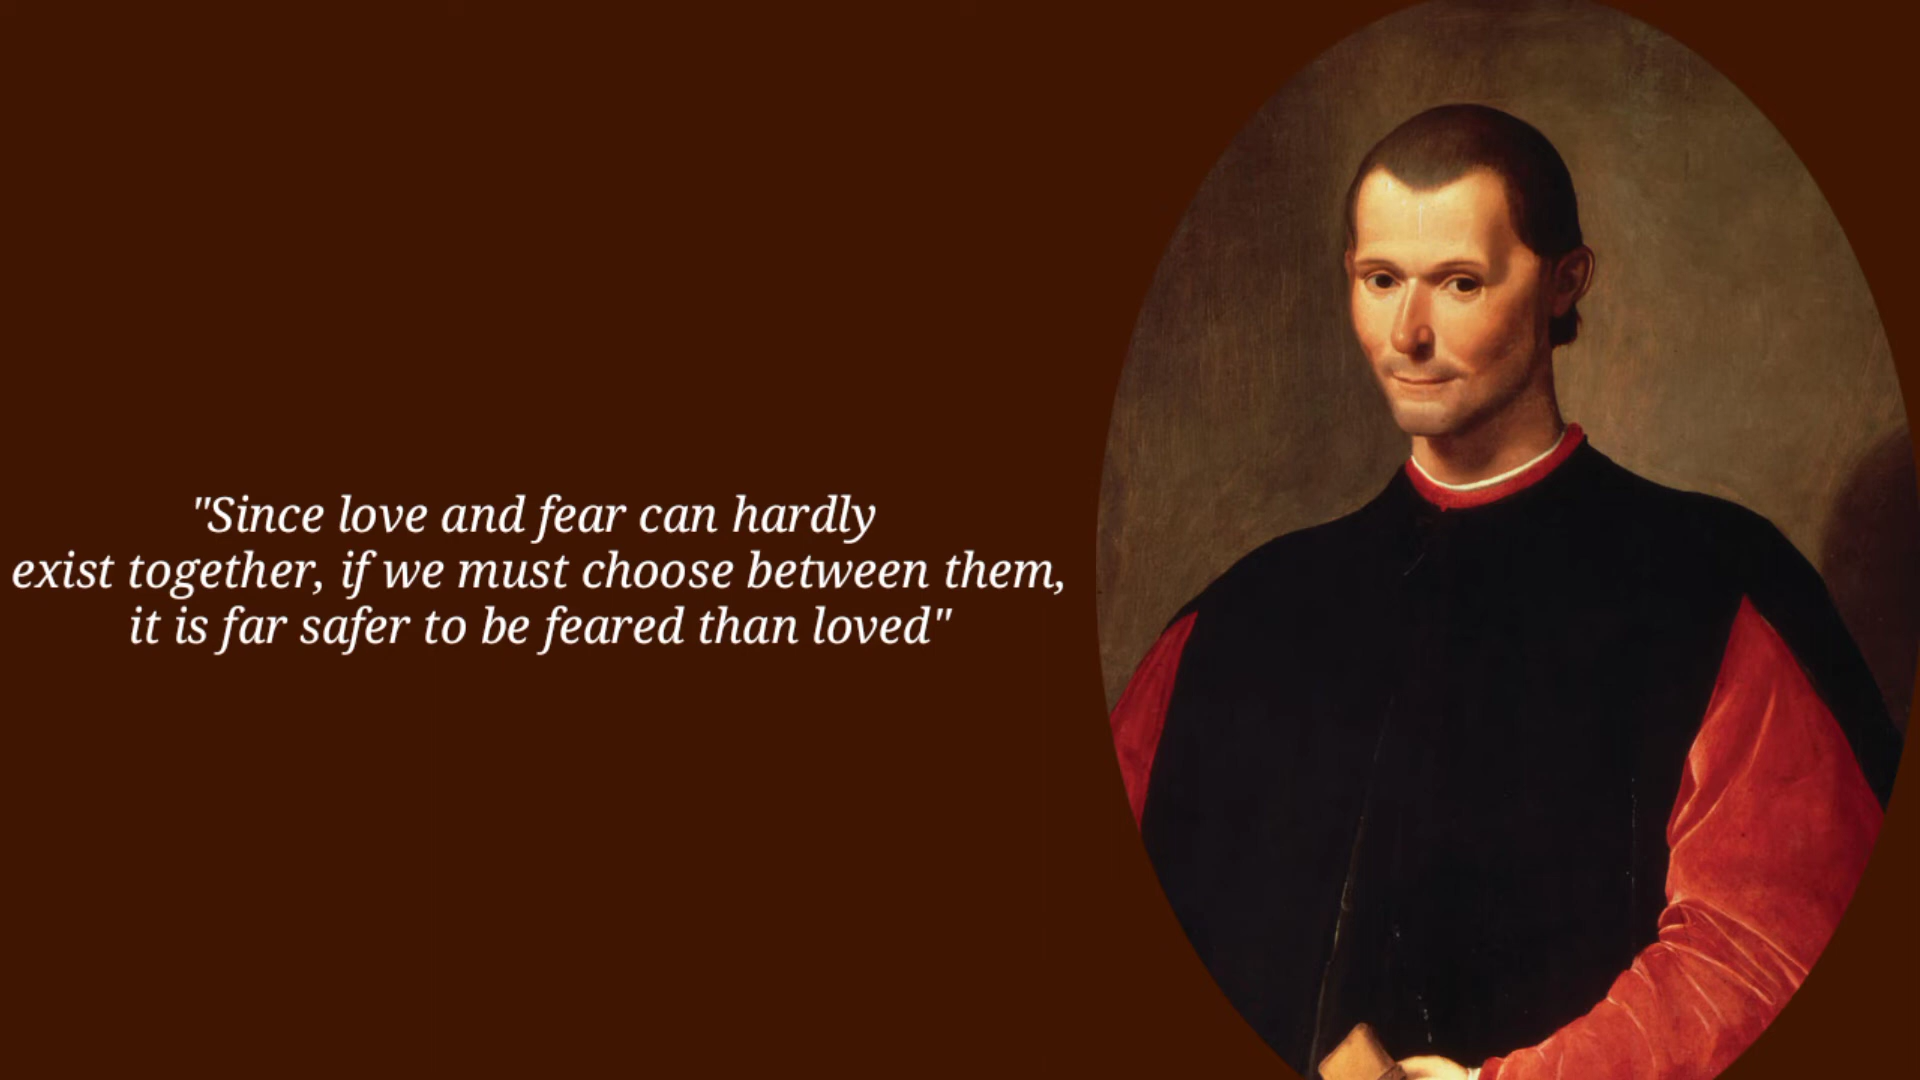 "Since love and fear can hardly
exist together, if we must choose between them,
it is far safer to be feared than loved"